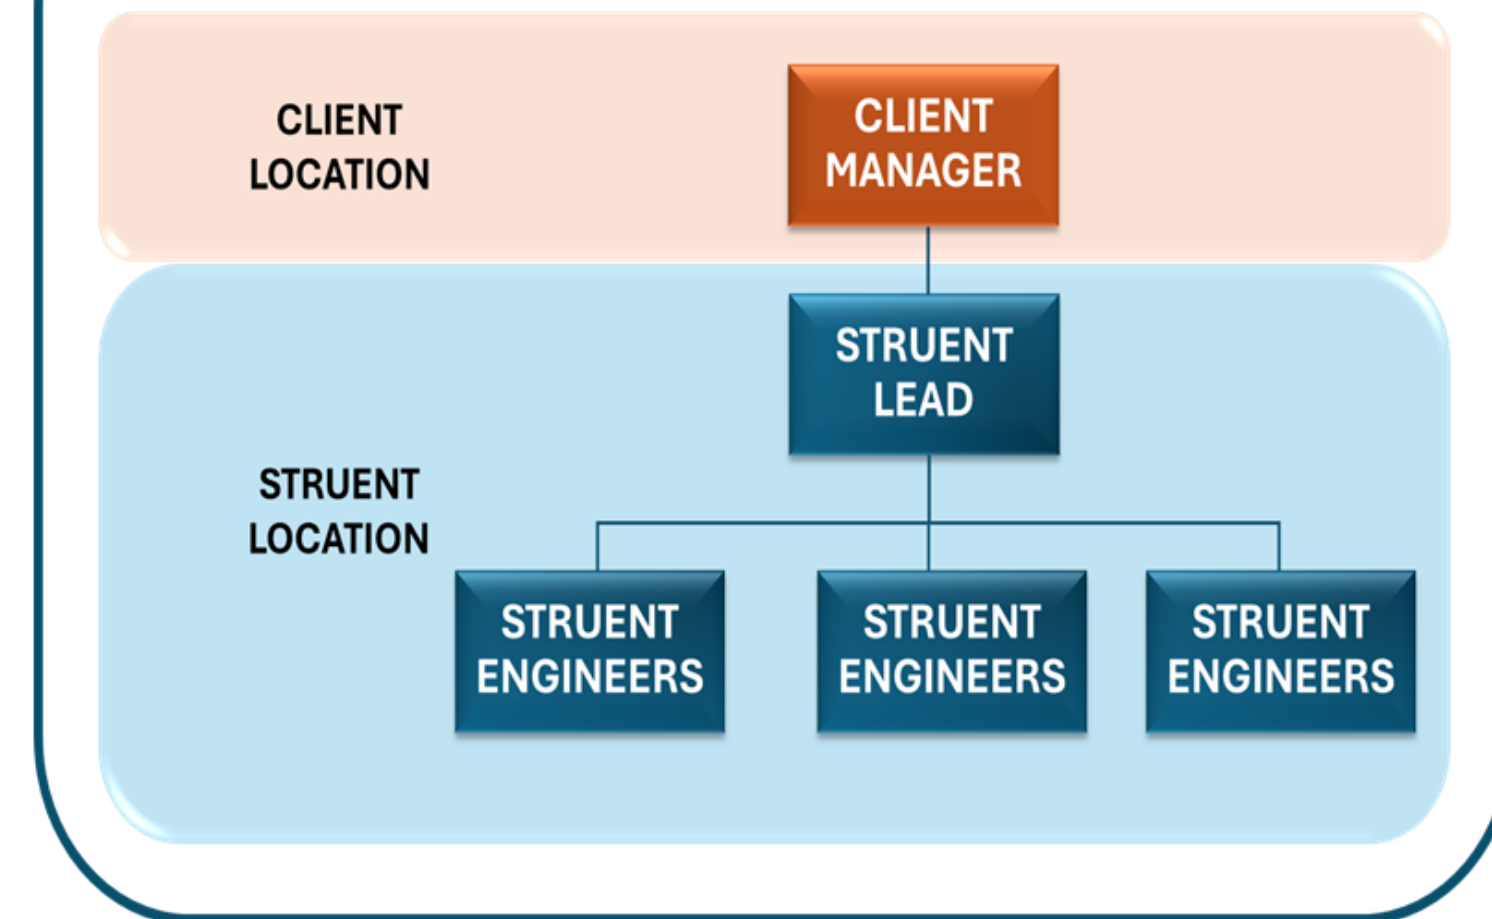 CLIENT
LOCATION
CLIENT
MANAGER
STRUENT
LEAD
STRUENT
LOCATION
STRUENT
ENGINEERS
STRUENT
ENGINEERS
STRUENT
ENGINEERS